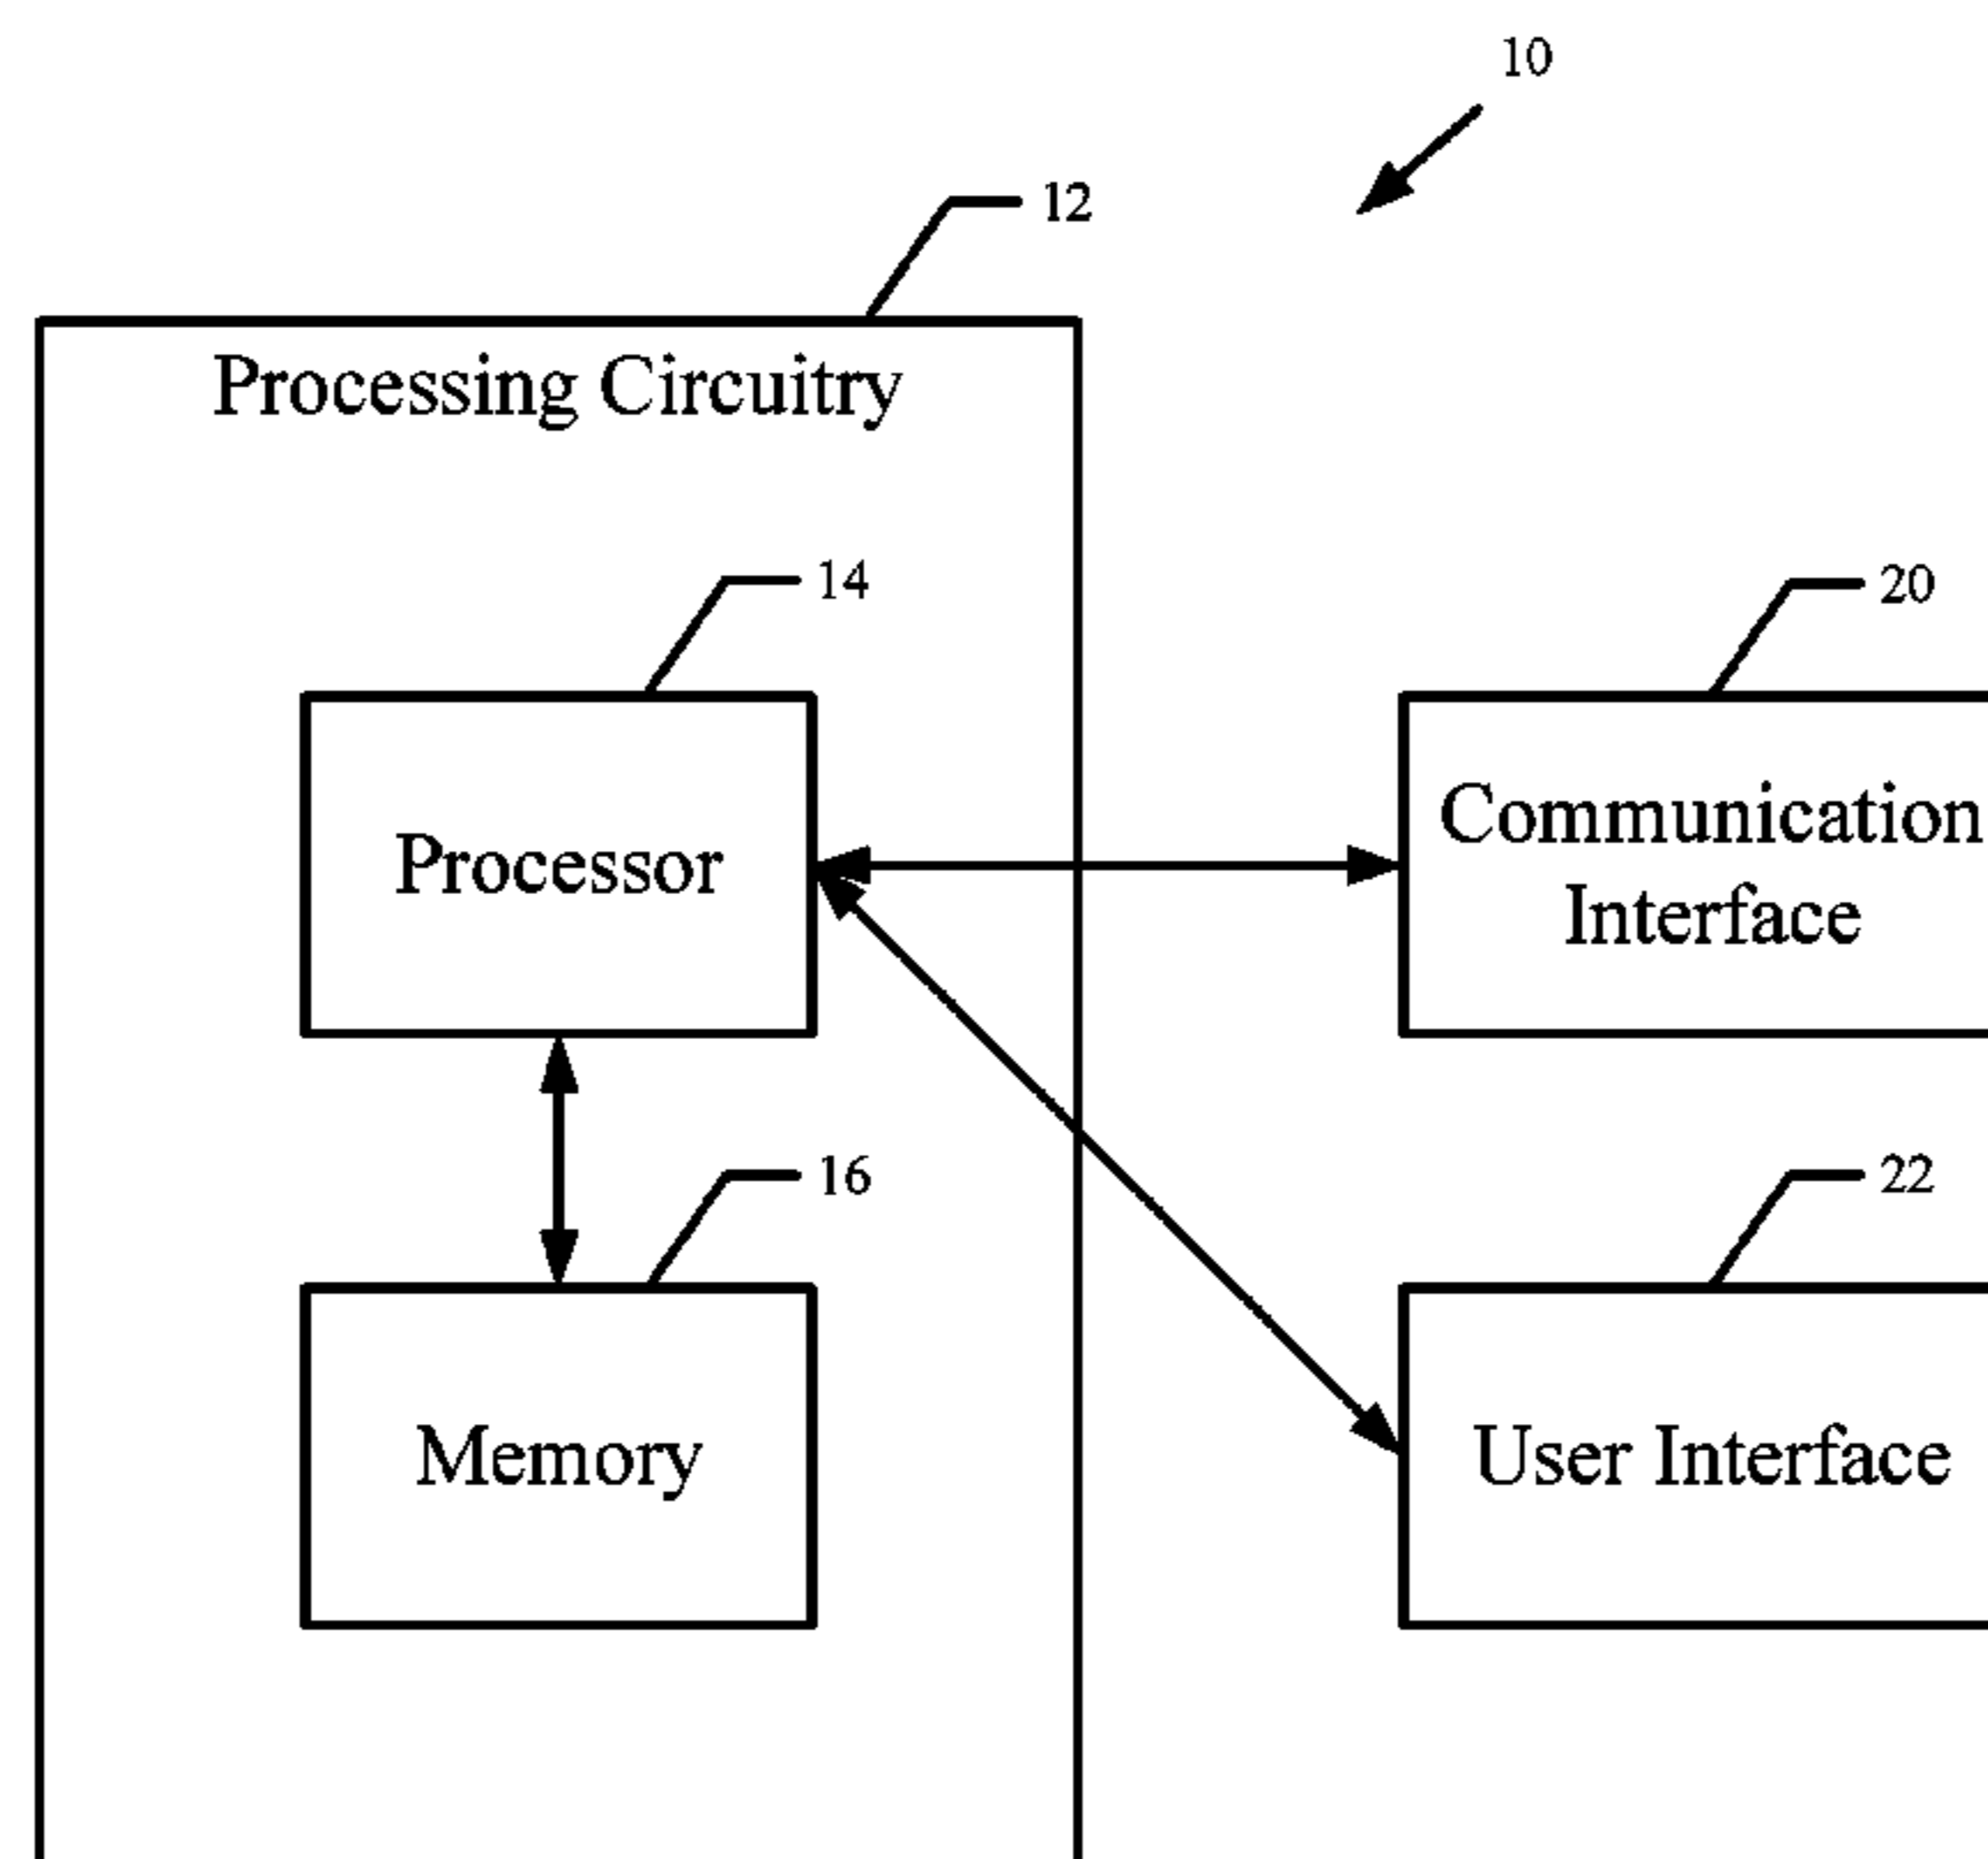 10
12
Processing Circuitry
14
20
Processor
Communication
Interface
16
22
Memory
User Interface